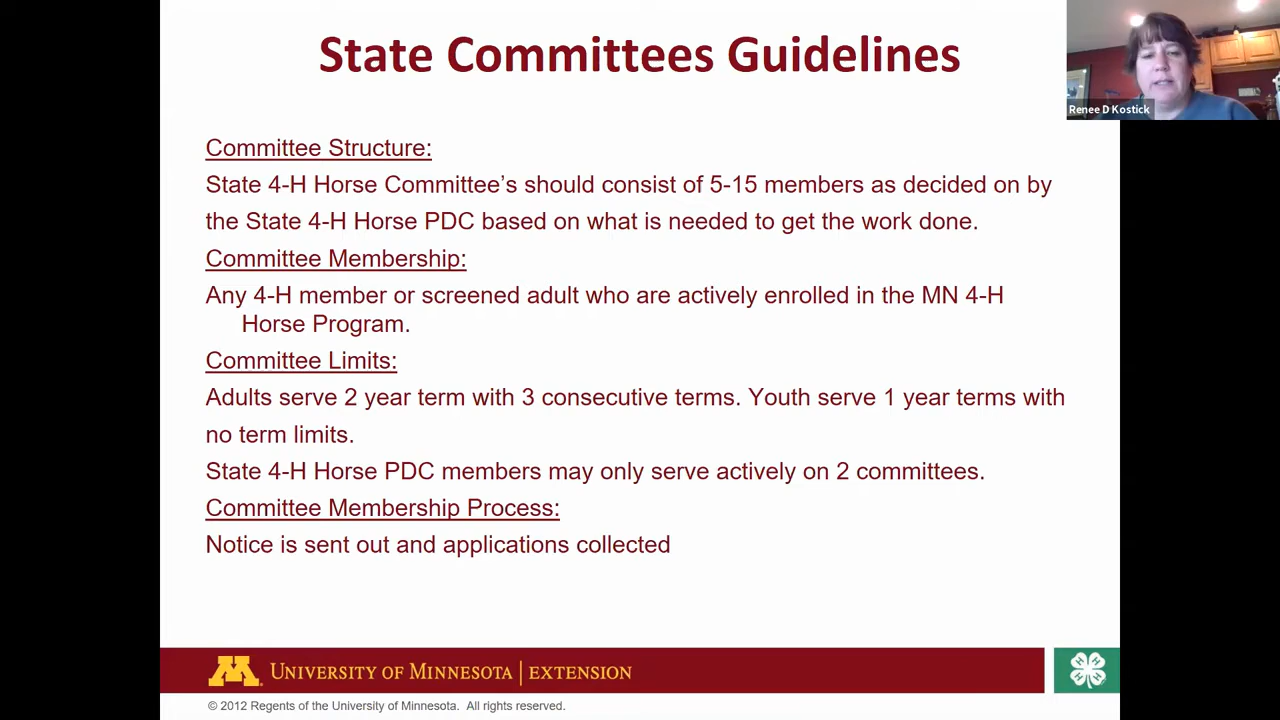 State Committees Guidelines
Renee D Kostick
Committee Structure:
State 4-H Horse Committee’s should consist of 5-15 members as decided on by
the State 4-H Horse PDC based on what is needed to get the work done.
Committee Membership:
Any 4-H member or screened adult who are actively enrolled in the MN 4-H
Horse Program.
Committee Limits:
Adults serve 2 year term with 3 consecutive terms. Youth serve 1 year terms with
no term limits.
State 4-H Horse PDC members may only serve actively on 2 committees.
Committee Membership Process:
Notice is sent out and applications collected
M University of Minnesota | Extension
H H H H
© 2012 Regents of the University of Minnesota. All rights reserved.